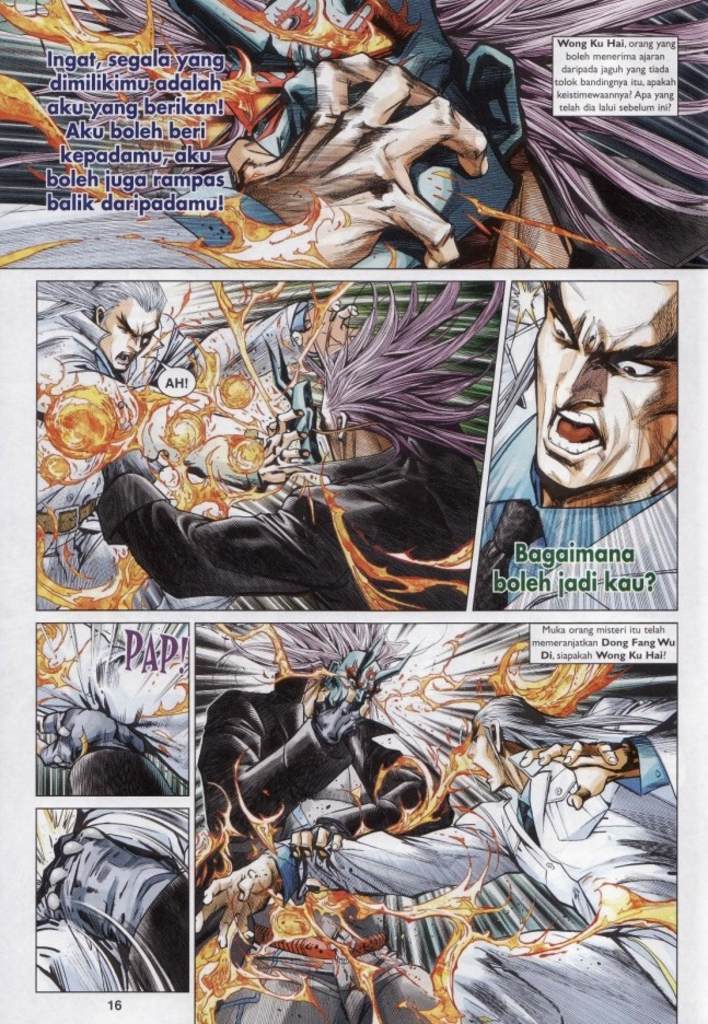 Ingat, segala yang
dimilikimu adalah
aku yang berikan!
Aku boleh beri
kepadamu, aku
boleh juga rampas
balik daripadamu!
Wong Ku Hai, orang yang
boleh menerima ajaran
daripada jaguh yang tiada
tolok bandingnya itu, apakah
keistimewaannya? Apa yang
telah dia lalui sebelum ini?
AH!
Bagaimana
boleh jadi kau?
PAP!
Muka orang misteri itu telah
memeranjatkan Dong Fang Wu
Di, siapakah Wong Ku Hai?
16